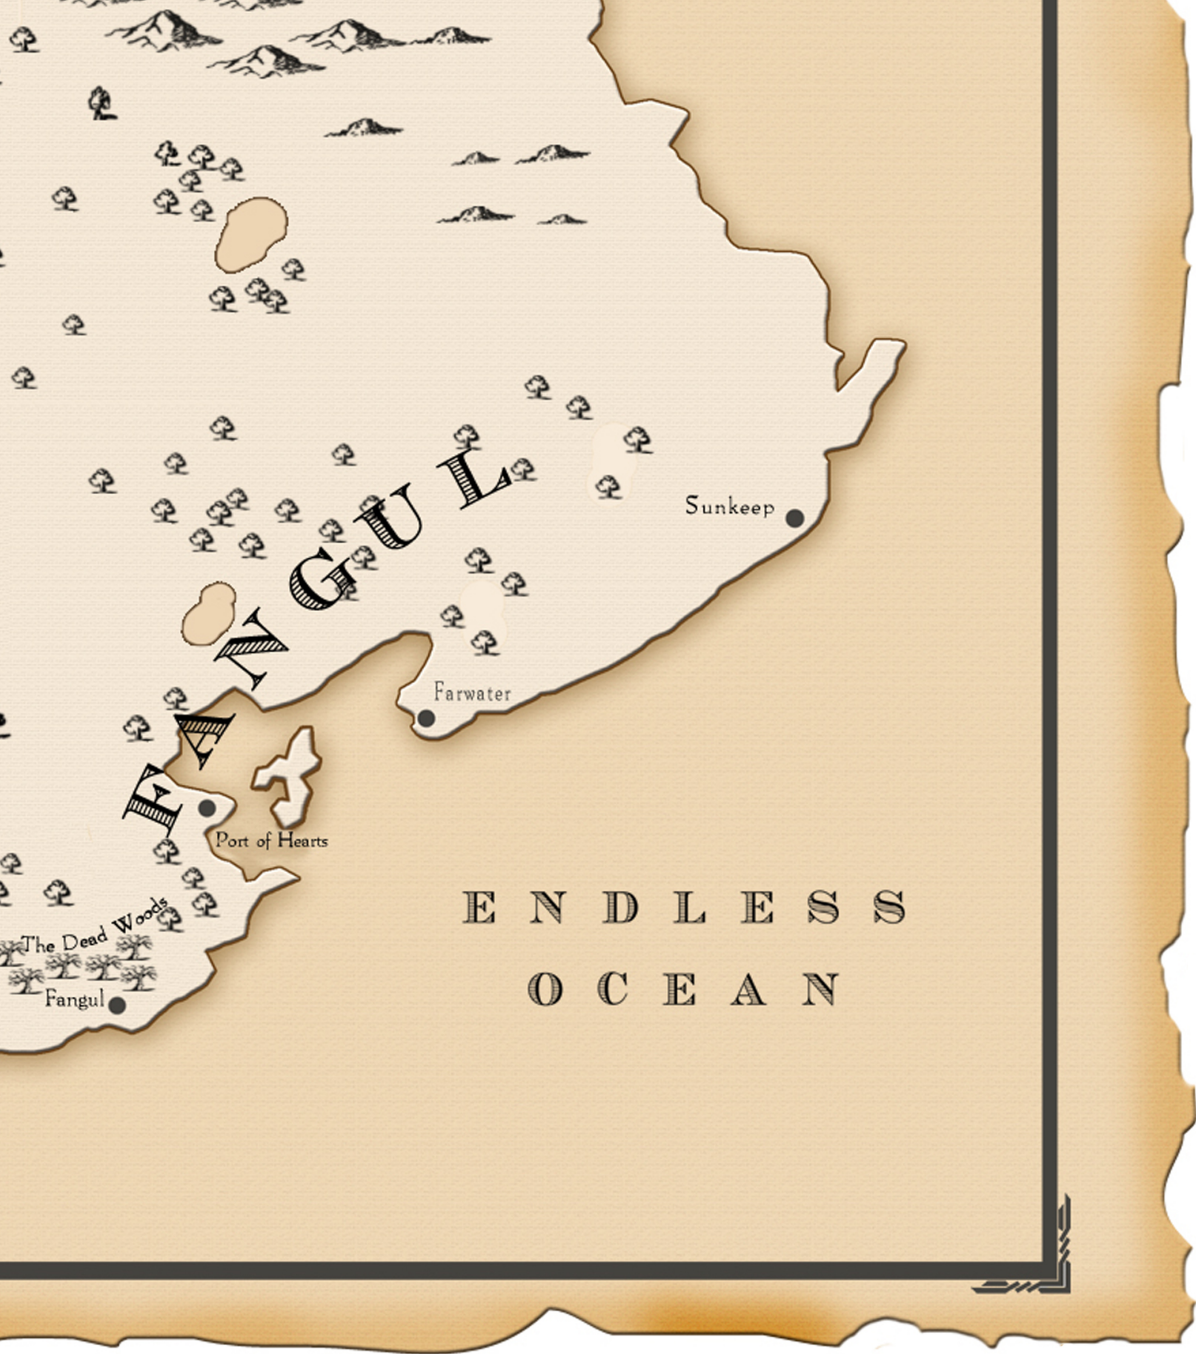 FANGUL
Sunkeep
Farwater
Port of Hearts
The Dead Woods
Fangul
ENDLESS
OCEAN